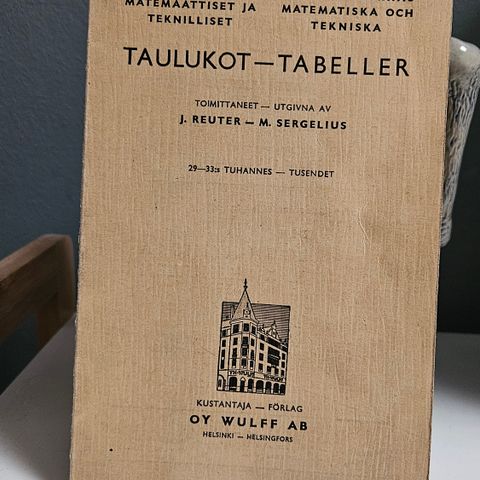 MATEMAATTISET JA MATEMATISKA OCH
TEKNILLISET TEKNISKA
TAULUKOT—TABELLER
TOIMITTANEET — UTGIVNA AV
J. REUTER — M. SERGELIUS
29—33:s TUHANNES — TUSENDET
KUSTANTAJA — FÖRLAG
OY WULFF AB
HELSINKI — HELSINGFORS